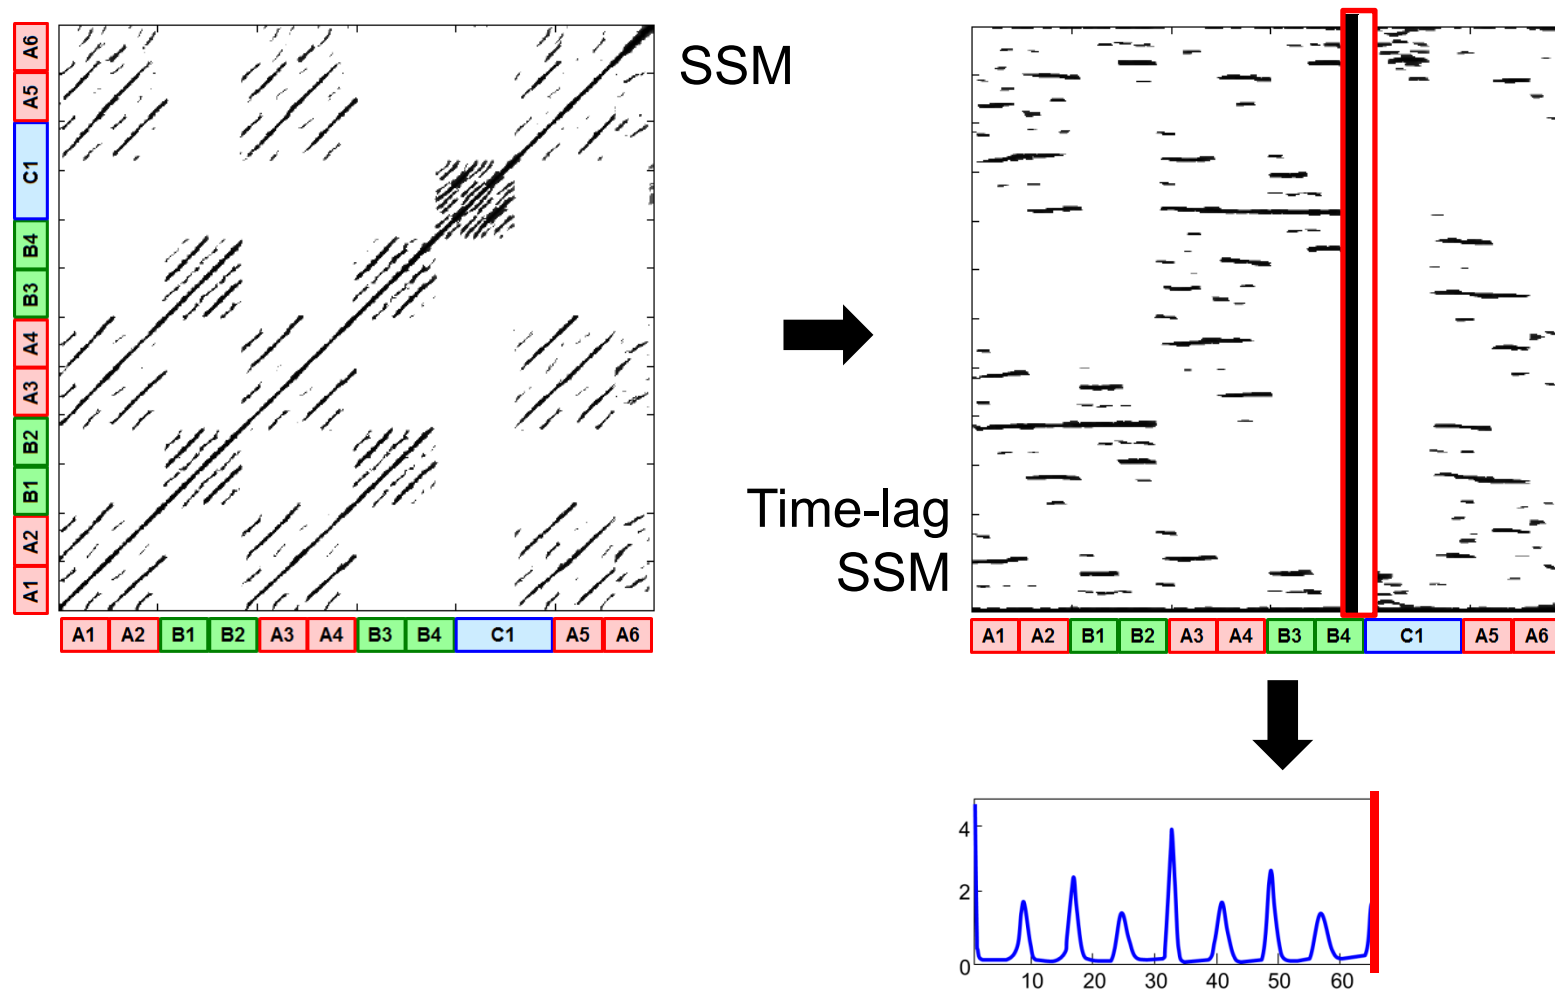 A6
A5
C1
B4
B3
A4
A3
B2
B1
A2
A1
A1 A2 B1 B2 A3 A4 B3 B4 C1 A5 A6
SSM
Time-lag
SSM
A1 A2 B1 B2 A3 A4 B3 B4 C1 A5 A6
4
2
0
10 20 30 40 50 60